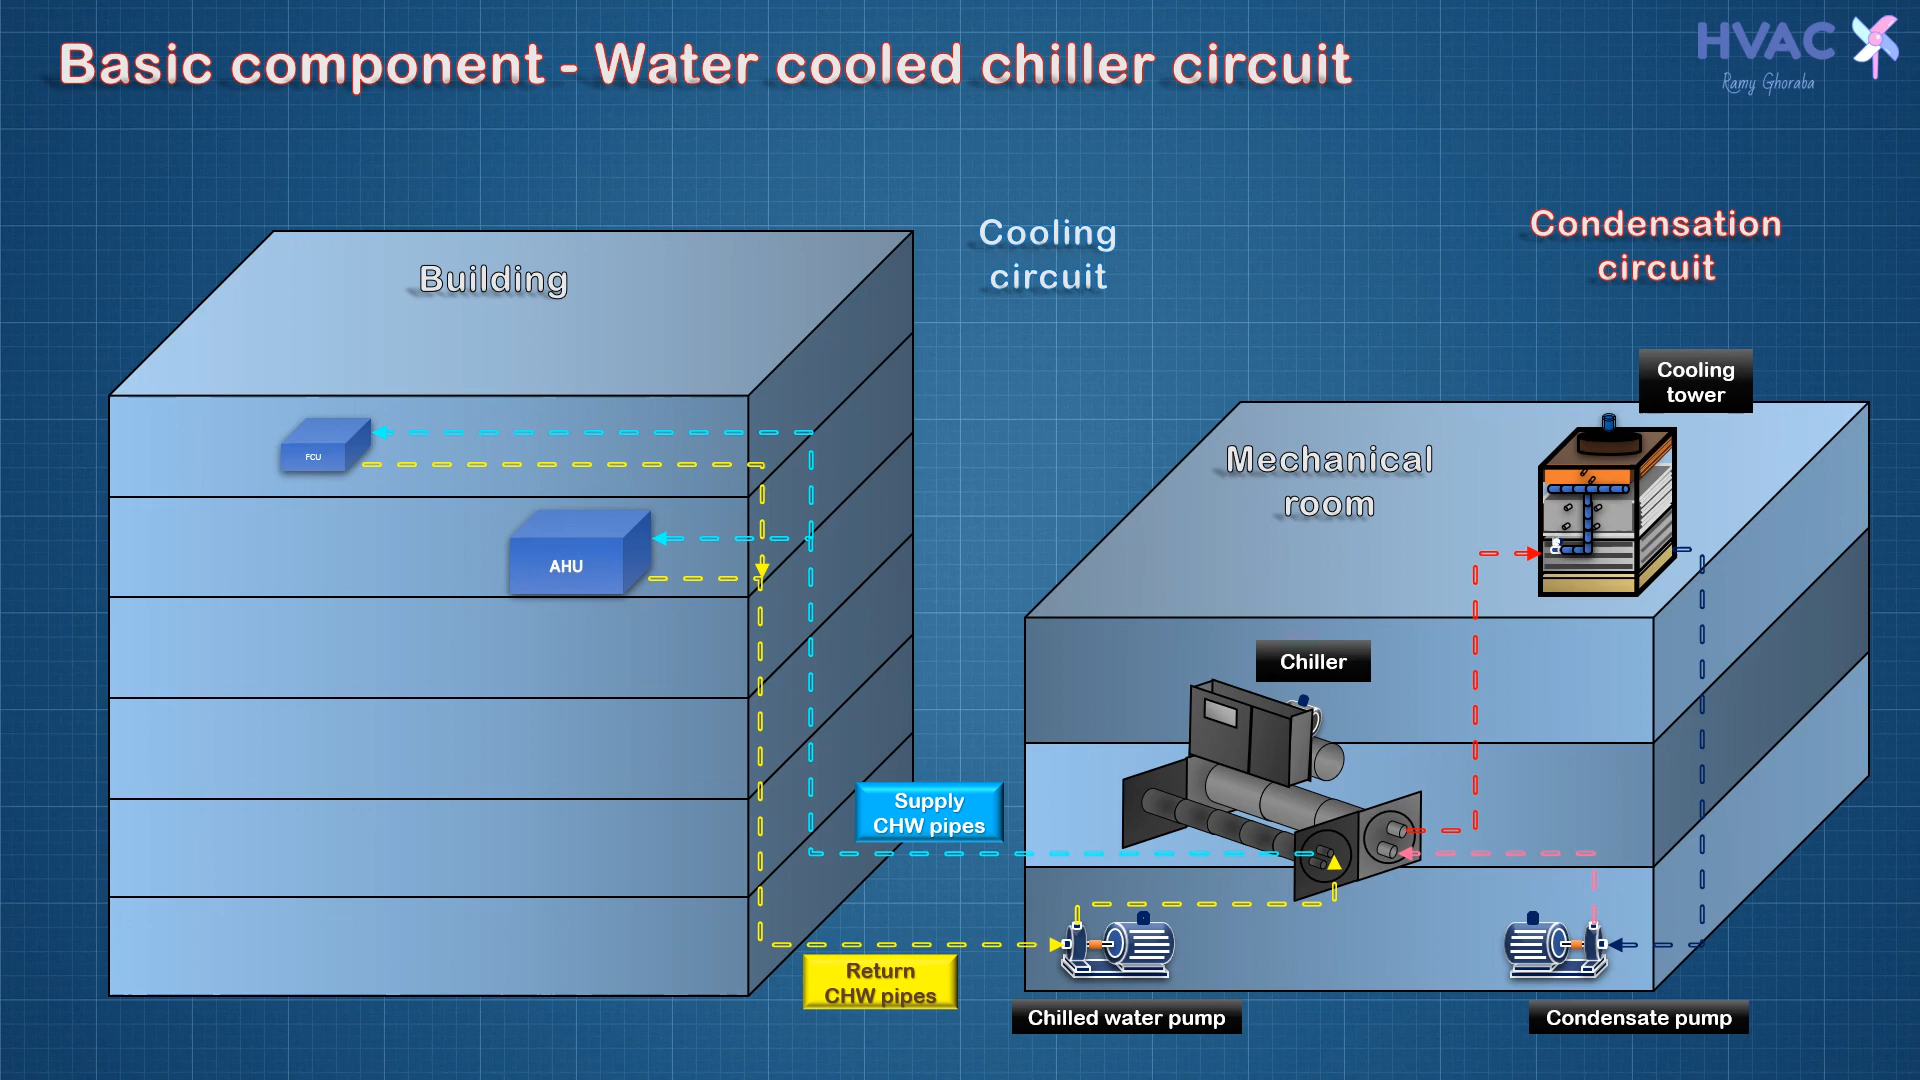 Basic component - Water cooled chiller circuit
HVAC
Ramy Ghoraba
Cooling
circuit
Condensation
circuit
Building
Cooling
tower
FCU
Mechanical
room
AHU
Chiller
Supply
CHW pipes
Return
CHW pipes
Chilled water pump
Condensate pump